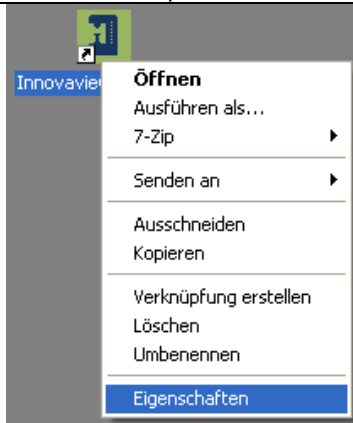 Innovavie
Öffnen
Ausführen als...
7-Zip
Senden an
Ausschneiden
Kopieren
Verknüpfung erstellen
Löschen
Umbenennen
Eigenschaften